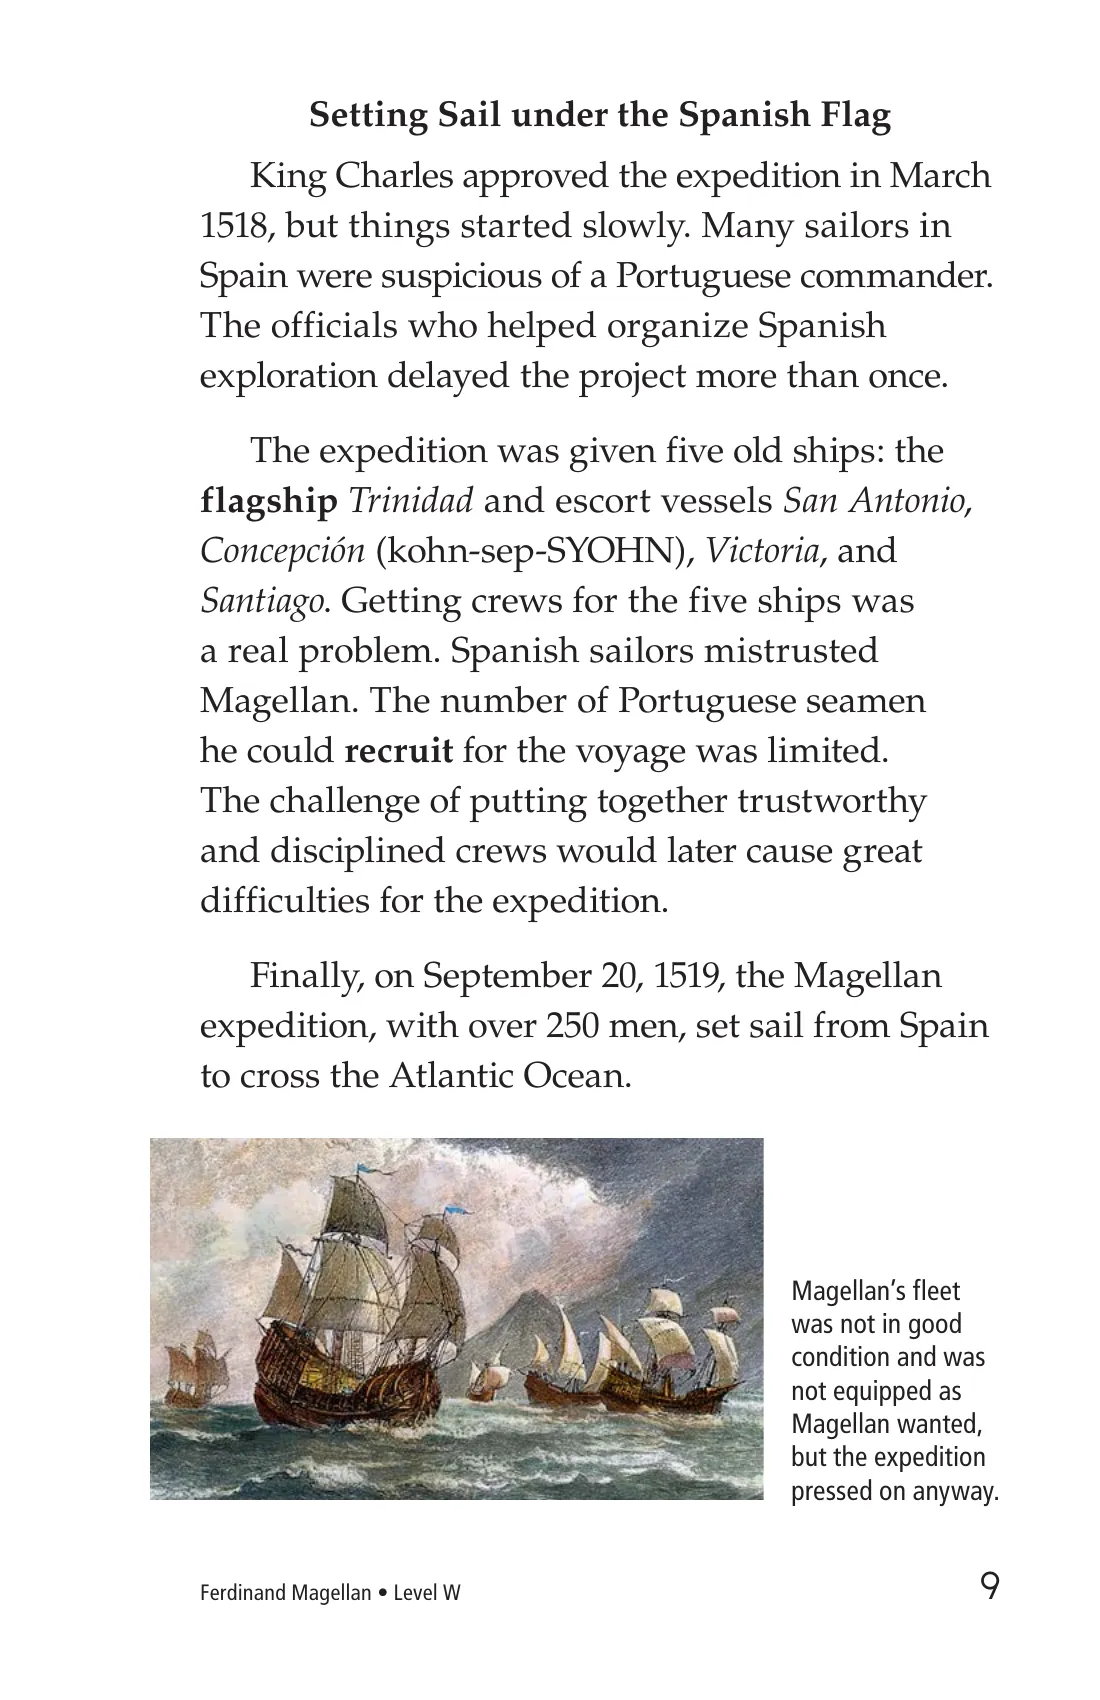 Setting Sail under the Spanish Flag
King Charles approved the expedition in March
1518, but things started slowly. Many sailors in
Spain were suspicious of a Portuguese commander.
The officials who helped organize Spanish
exploration delayed the project more than once.
The expedition was given five old ships: the
flagship Trinidad and escort vessels San Antonio,
Concepción (kohn-sep-SYOHN), Victoria, and
Santiago. Getting crews for the five ships was
a real problem. Spanish sailors mistrusted
Magellan. The number of Portuguese seamen
he could recruit for the voyage was limited.
The challenge of putting together trustworthy
and disciplined crews would later cause great
difficulties for the expedition.
Finally, on September 20, 1519, the Magellan
expedition, with over 250 men, set sail from Spain
to cross the Atlantic Ocean.
Magellan’s fleet
was not in good
condition and was
not equipped as
Magellan wanted,
but the expedition
pressed on anyway.
Ferdinand Magellan • Level W
9